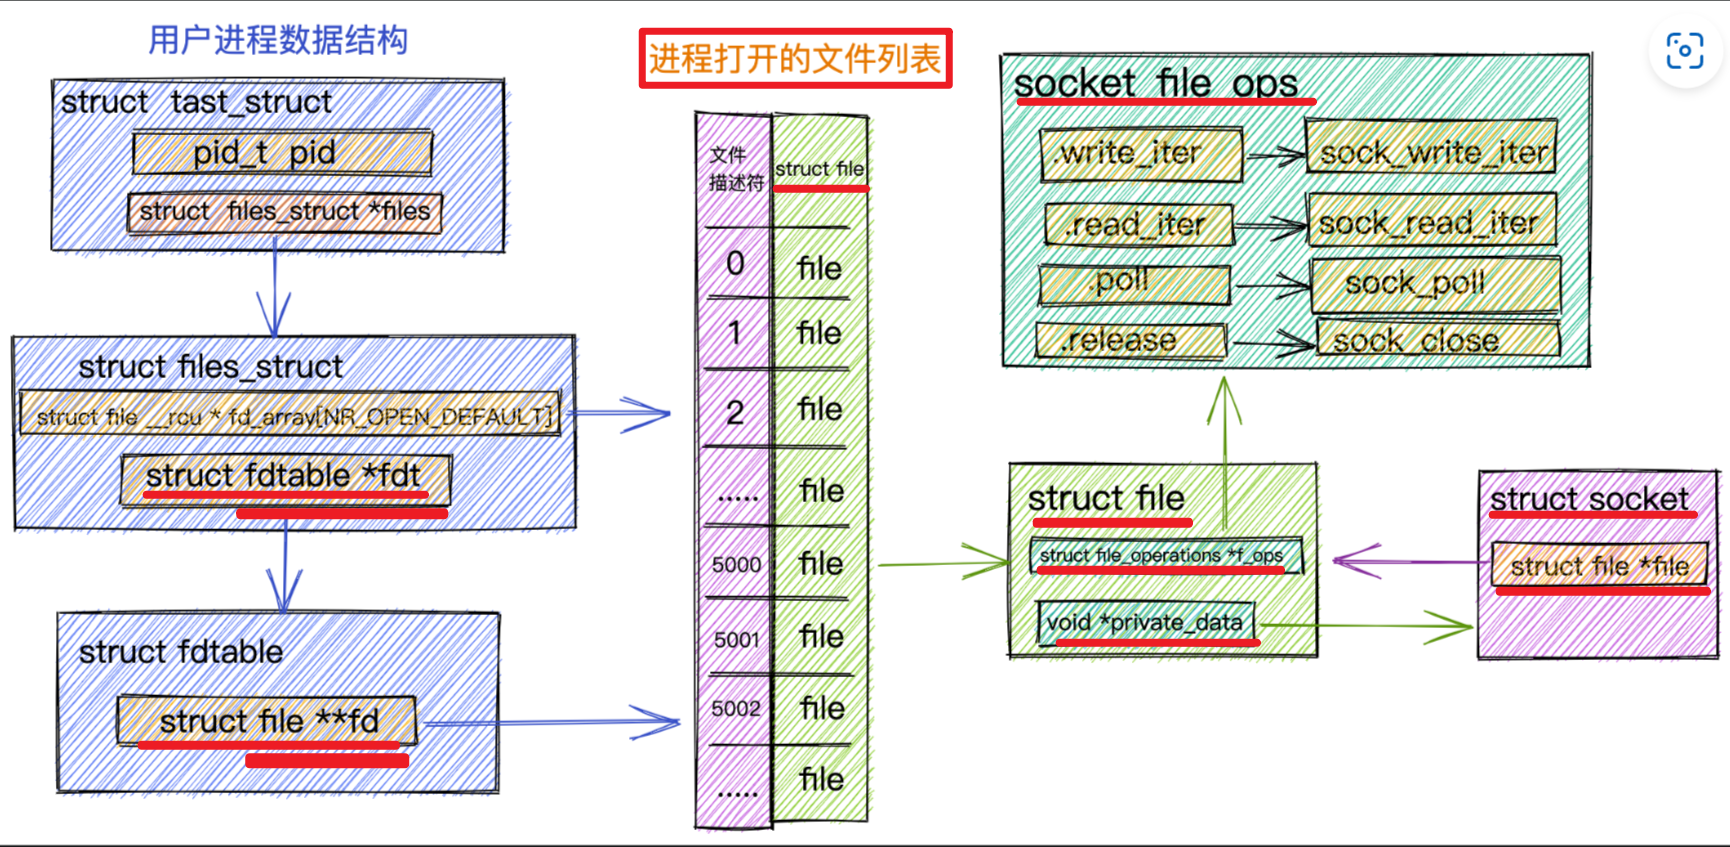 用户进程数据结构
struct tast_struct
pid_t pid
struct files_struct *files
struct files_struct
struct file __rcu * fd_array[NR_OPEN_DEFAULT]
struct fdtable *fdt
struct fdtable
struct file **fd
进程打开的文件列表
文件
描述符
struct file
0
file
1
file
2
file
.....
file
5000
file
5001
file
5002
file
.....
file
socket file ops
.write_iter
sock_write_iter
.read_iter
sock_read_iter
.poll
sock_poll
.release
sock_close
struct file
struct file_operations *f_ops
void *private_data
struct socket
struct file *file